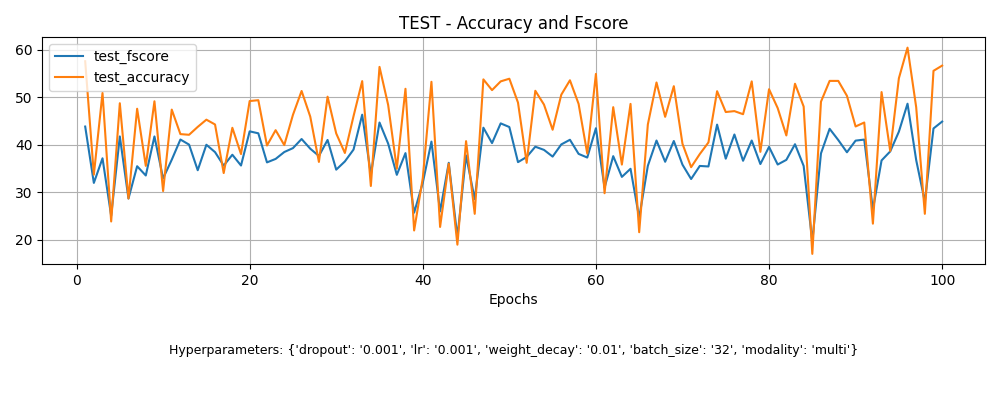 TEST - Accuracy and Fscore
60
50
40
30
20
test_fscore
test_accuracy
0 20 40 60 80 100
Epochs
Hyperparameters: {'dropout': '0.001', 'lr': '0.001', 'weight_decay': '0.01', 'batch_size': '32', 'modality': 'multi'}